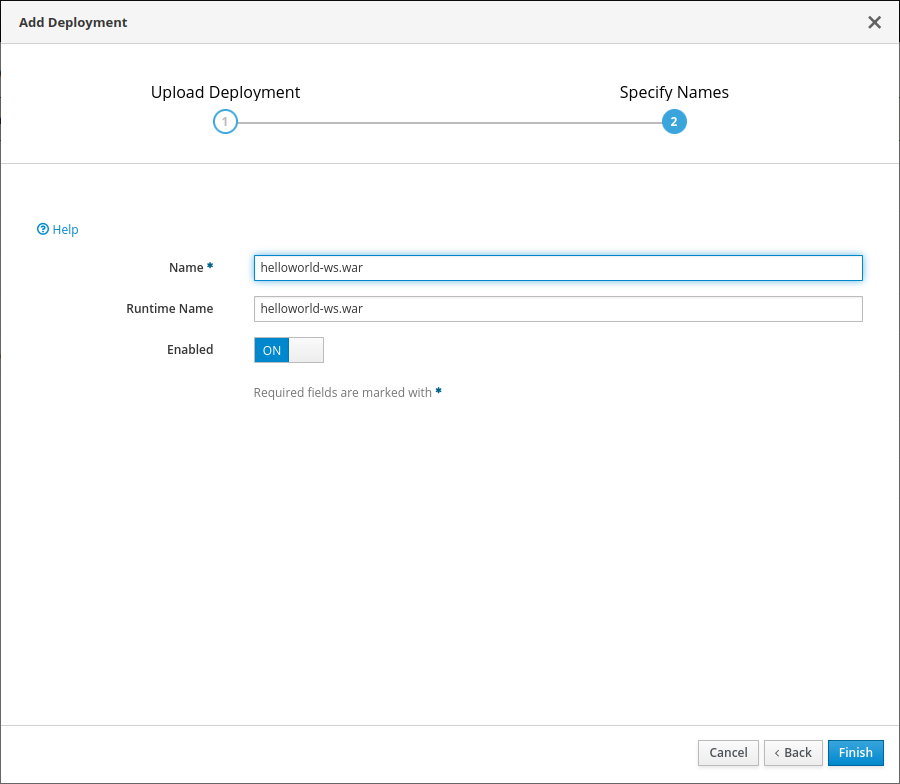 Add Deployment
Upload Deployment
Specify Names
1
2
Help
Name *
helloworld-ws.war
Runtime Name
helloworld-ws.war
Enabled
ON
Required fields are marked with *
Cancel
< Back
Finish